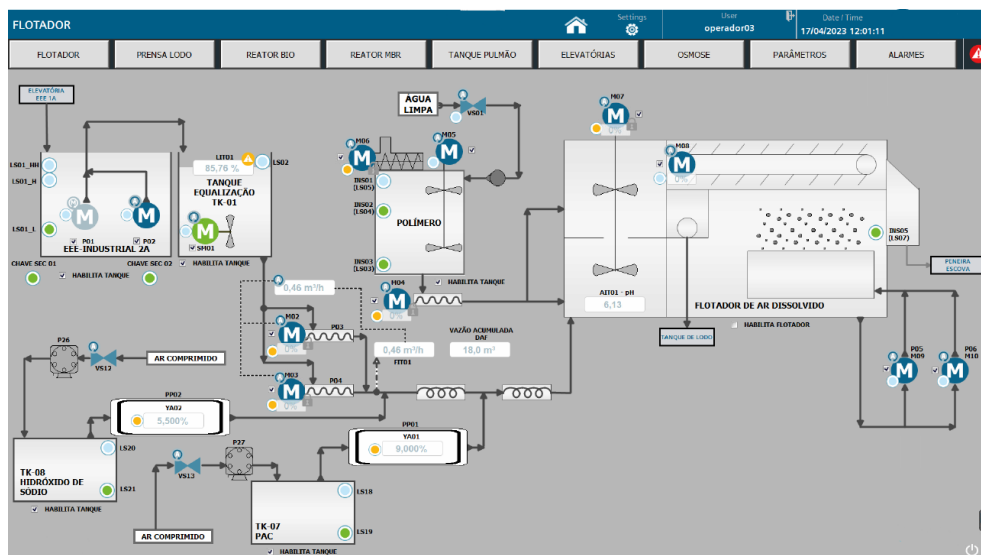 FLOTADOR
Settings
User
operador03
Date / Time
17/04/2023 12:01:11
FLOTADOR
PRENSA LODO
REATOR BIO
REATOR MBR
TANQUE PULMÃO
ELEVATÓRIAS
OSMOSE
PARÂMETROS
ALARMES
ELEVATÓRIA
EEE 1A
LS01_HH
LS01_H
LS01_L
M
P01
M
P02
EEE-INDUSTRIAL 2A
CHAVE SEC 01
CHAVE SEC 02
HABILITA TANQUE
LIT01
85,76 %
LS02
TANQUE
EQUALIZAÇÃO
TK-01
M
SM01
HABILITA TANQUE
ÁGUA
LIMPA
VS01
M06
M
M05
M
INS01
(LS05)
INS02
(LS04)
POLÍMERO
INS03
(LS03)
HABILITA TANQUE
M04
M
0%
M07
M
0%
M08
M
0%
INS05
(LS07)
PENEIRA
ESCOVA
AIT01 - pH
6,13
FLOTADOR DE AR DISSOLVIDO
HABILITA FLOTADOR
TANQUE DE LODO
P05
M09
M
P06
M10
M
0,46 m³/h
M02
M
0%
P03
0,46 m³/h
FIT01
VAZÃO ACUMULADA
DAF
18,0 m³
M03
M
0%
P04
P26
VS12
AR COMPRIMIDO
PP02
YA02
5,500%
PP01
YA01
9,000%
LS20
TK-08
HIDRÓXIDO DE
SÓDIO
LS21
HABILITA TANQUE
P27
VS13
AR COMPRIMIDO
LS18
TK-07
PAC
LS19
HABILITA TANQUE